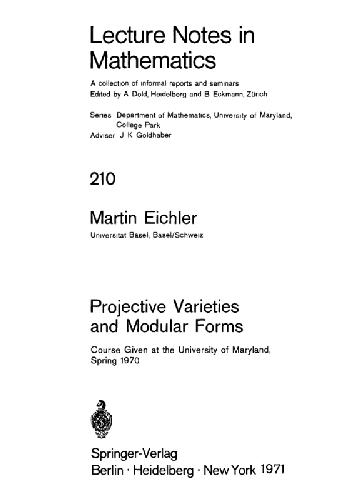 Lecture Notes in
Mathematics
A collection of informal reports and seminars
Edited by A Dold, Heidelberg and B Eckmann, Zürich
Series Department of Mathematics, University of Maryland,
College Park
Adviser J K Goldhaber
210
Martin Eichler
Universitat Basel, Basel/Schweiz
Projective Varieties
and Modular Forms
Course Given at the University of Maryland,
Spring 1970
Springer-Verlag
Berlin · Heidelberg · New York 1971